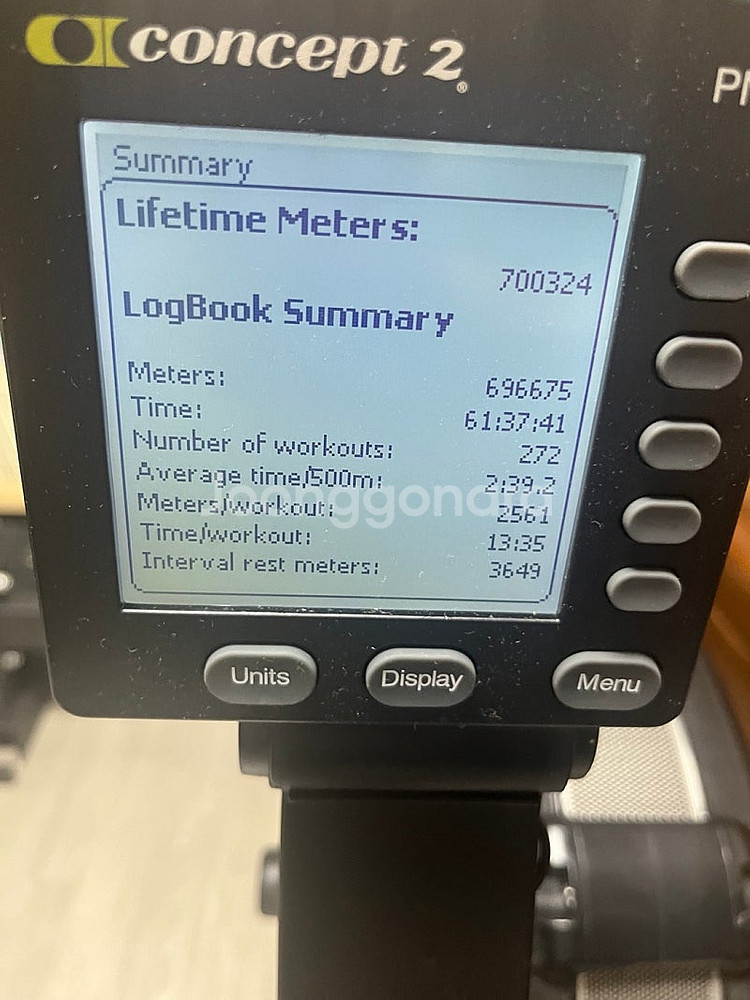 concept 2®
PM
Summary
Lifetime Meters:
700324
LogBook Summary
Meters: 696675
Time: 61:37:41
Number of workouts: 272
Average time/500m: 2:39.2
Meters/workout: 2561
Time/workout: 13:35
Interval rest meters: 3649
Joonggonara
Units Display Menu